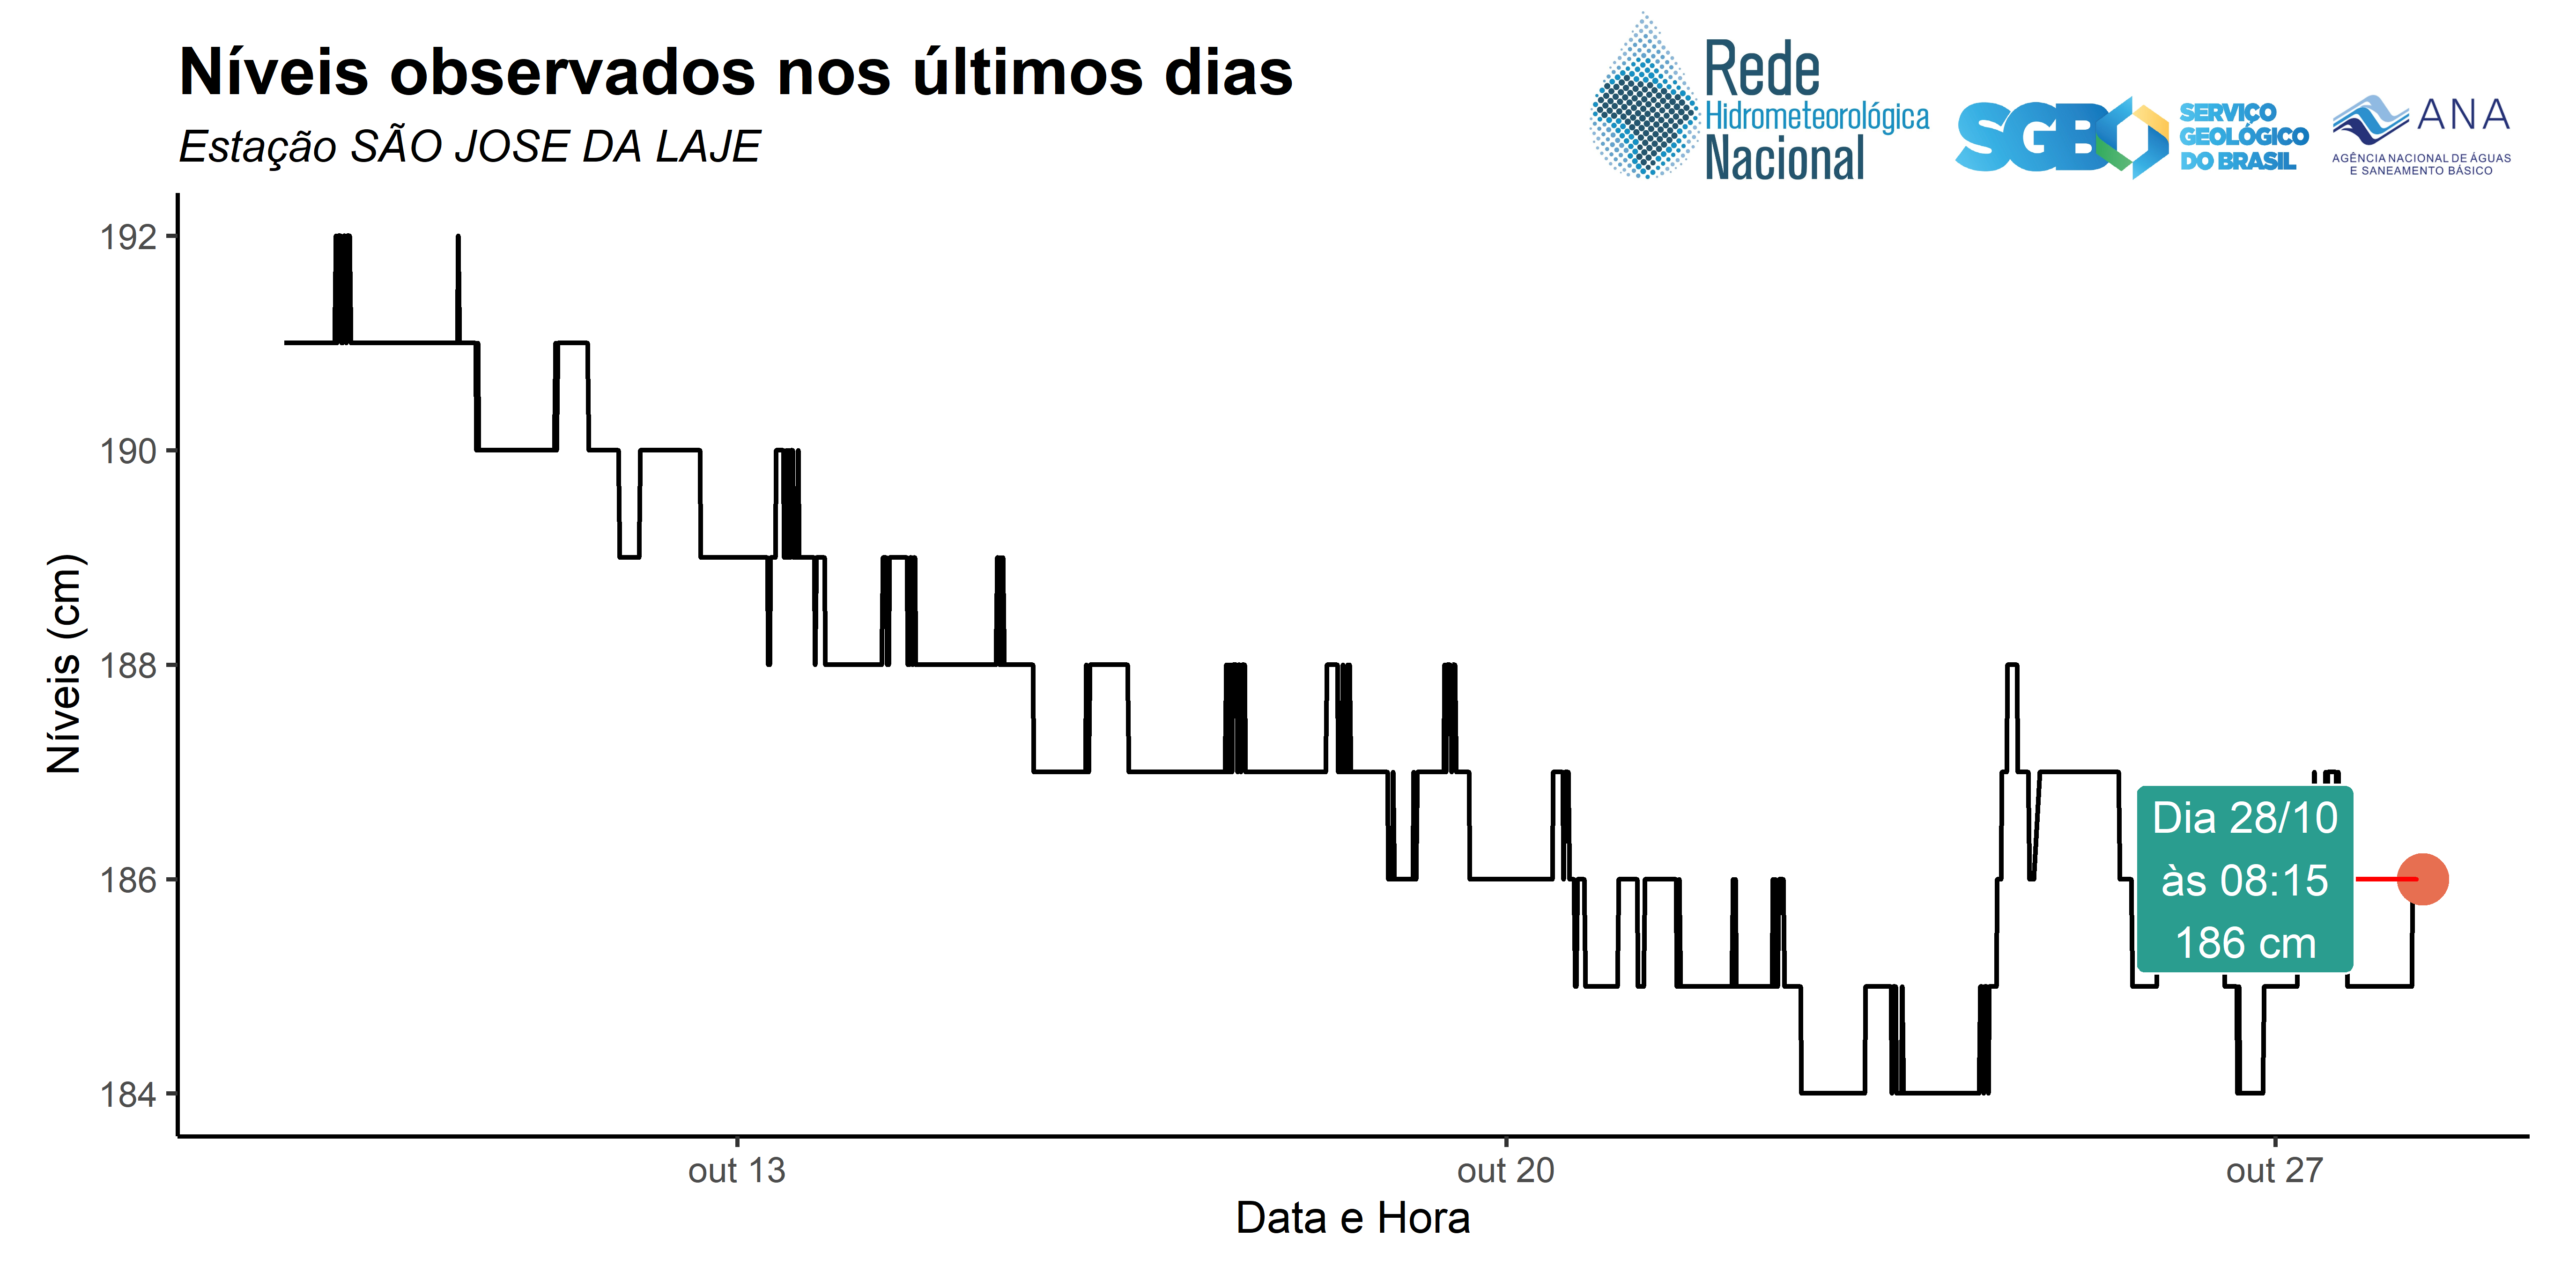 Níveis observados nos últimos dias
Estação SÃO JOSE DA LAJE
Rede
Hidrometeorológica
Nacional
SGB
SERVIÇO
GEOLÓGICO
DO BRASIL
ANA
AGÊNCIA NACIONAL DE ÁGUAS
E SANEAMENTO BÁSICO
Níveis (cm)
192
190
188
186
184
Dia 28/10
às 08:15
186 cm
out 13
out 20
out 27
Data e Hora